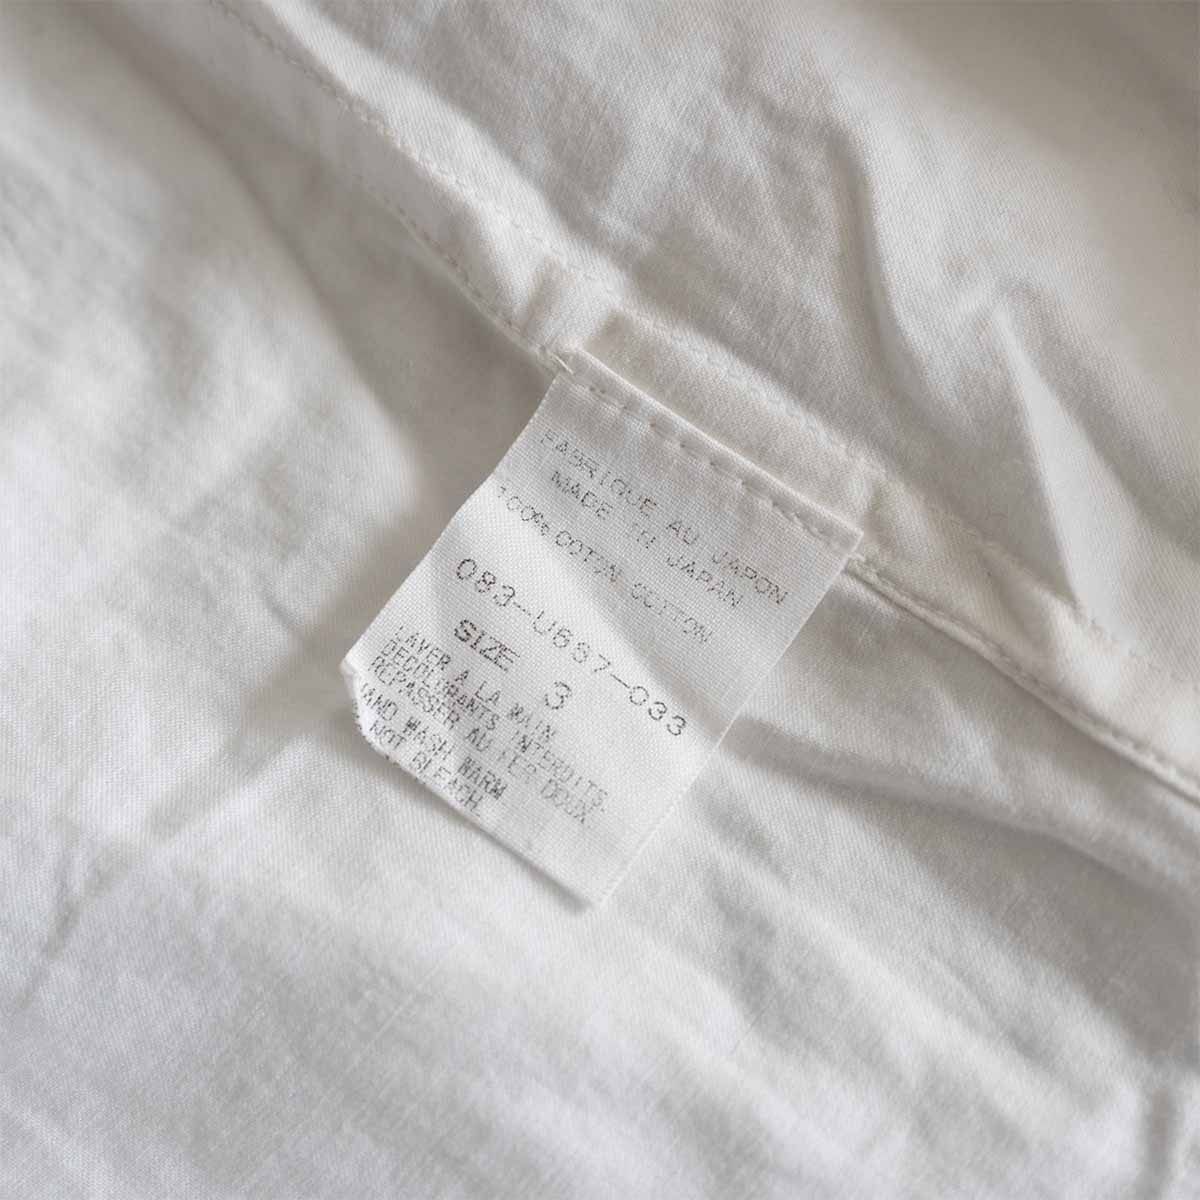 FABRIQUE AU JAPON
MADE IN JAPAN
100% COTON COTTON
083-U6S7-033
SIZE 3
LAVER A LA MAIN
DECOLORANTS INTERDITS.
REPASSER AU FER DOUX.
HAND WASH WARM
NOT BLEACH.